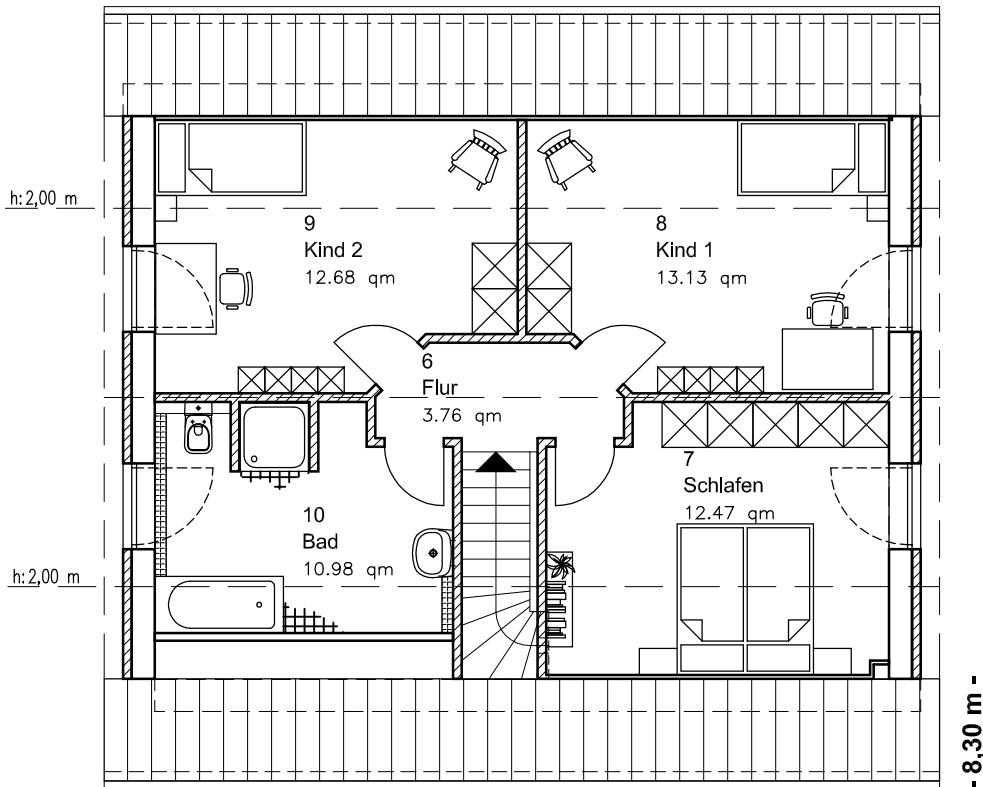 h:2,00 m
9
Kind 2
12.68 qm
8
Kind 1
13.13 qm
6
Flur
3.76 qm
7
Schlafen
12.47 qm
10
Bad
10.98 qm
h:2,00 m
- 8,30 m -